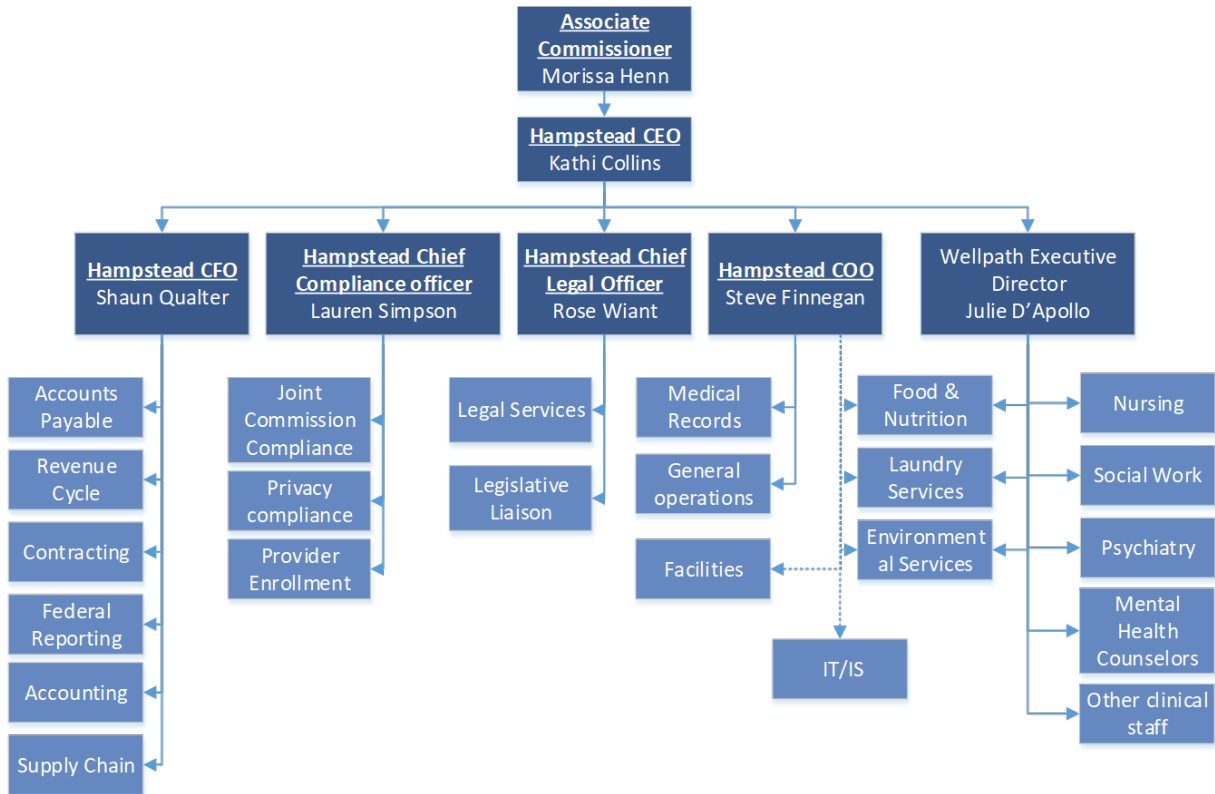 Associate
Commissioner
Morissa Henn
Hampstead CEO
Kathi Collins
Hampstead CFO
Shaun Qualter
Hampstead Chief
Compliance officer
Lauren Simpson
Hampstead Chief
Legal Officer
Rose Wiant
Hampstead COO
Steve Finnegan
Wellpath Executive
Director
Julie D’Apollo
Accounts
Payable
Revenue
Cycle
Contracting
Federal
Reporting
Accounting
Supply Chain
Joint
Commission
Compliance
Privacy
compliance
Provider
Enrollment
Legal Services
Legislative
Liaison
Medical
Records
General
operations
Facilities
IT/IS
Food &
Nutrition
Laundry
Services
Environment
al Services
Nursing
Social Work
Psychiatry
Mental
Health
Counselors
Other clinical
staff